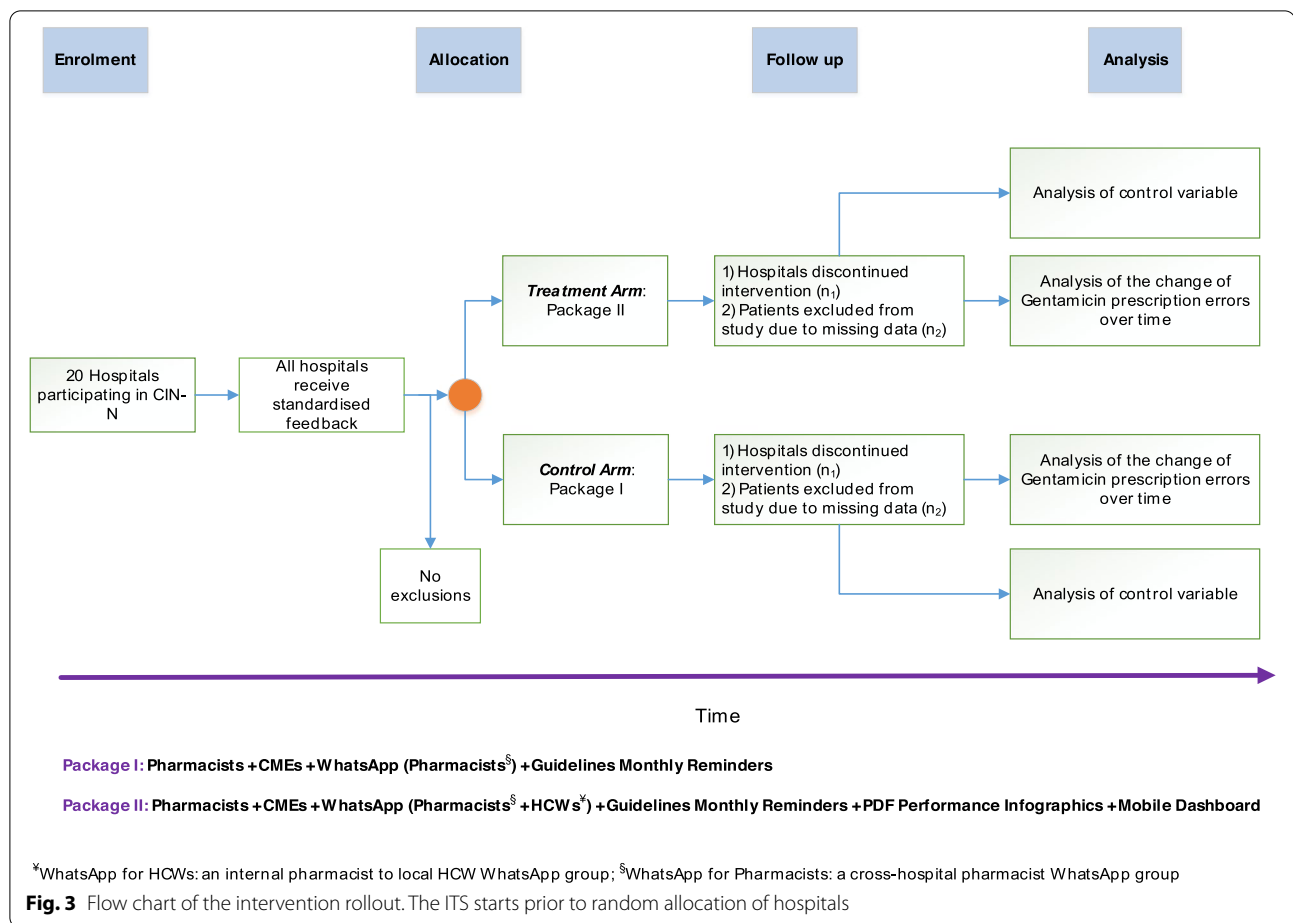 Enrolment
Allocation
Follow up
Analysis
Analysis of control variable
Treatment Arm:
Package II
1) Hospitals discontinued
intervention (n1)
2) Patients excluded from
study due to missing data (n2)
Analysis of the change of
Gentamicin prescription errors
over time
20 Hospitals
participating in CIN-
N
All hospitals
receive
standardised
feedback
Control Arm:
Package I
1) Hospitals discontinued
intervention (n1)
2) Patients excluded from
study due to missing data (n2)
Analysis of the change of
Gentamicin prescription errors
over time
No
exclusions
Analysis of control variable
Time
Package I: Pharmacists +CMEs +WhatsApp (Pharmacists§) +Guidelines Monthly Reminders
Package II: Pharmacists +CMEs +WhatsApp (Pharmacists§ +HCWs¥) +Guidelines Monthly Reminders +PDF Performance Infographics +Mobile Dashboard
¥WhatsApp for HCWs: an internal pharmacist to local HCW WhatsApp group; §WhatsApp for Pharmacists: a cross-hospital pharmacist WhatsApp group
Fig. 3 Flow chart of the intervention rollout. The ITS starts prior to random allocation of hospitals